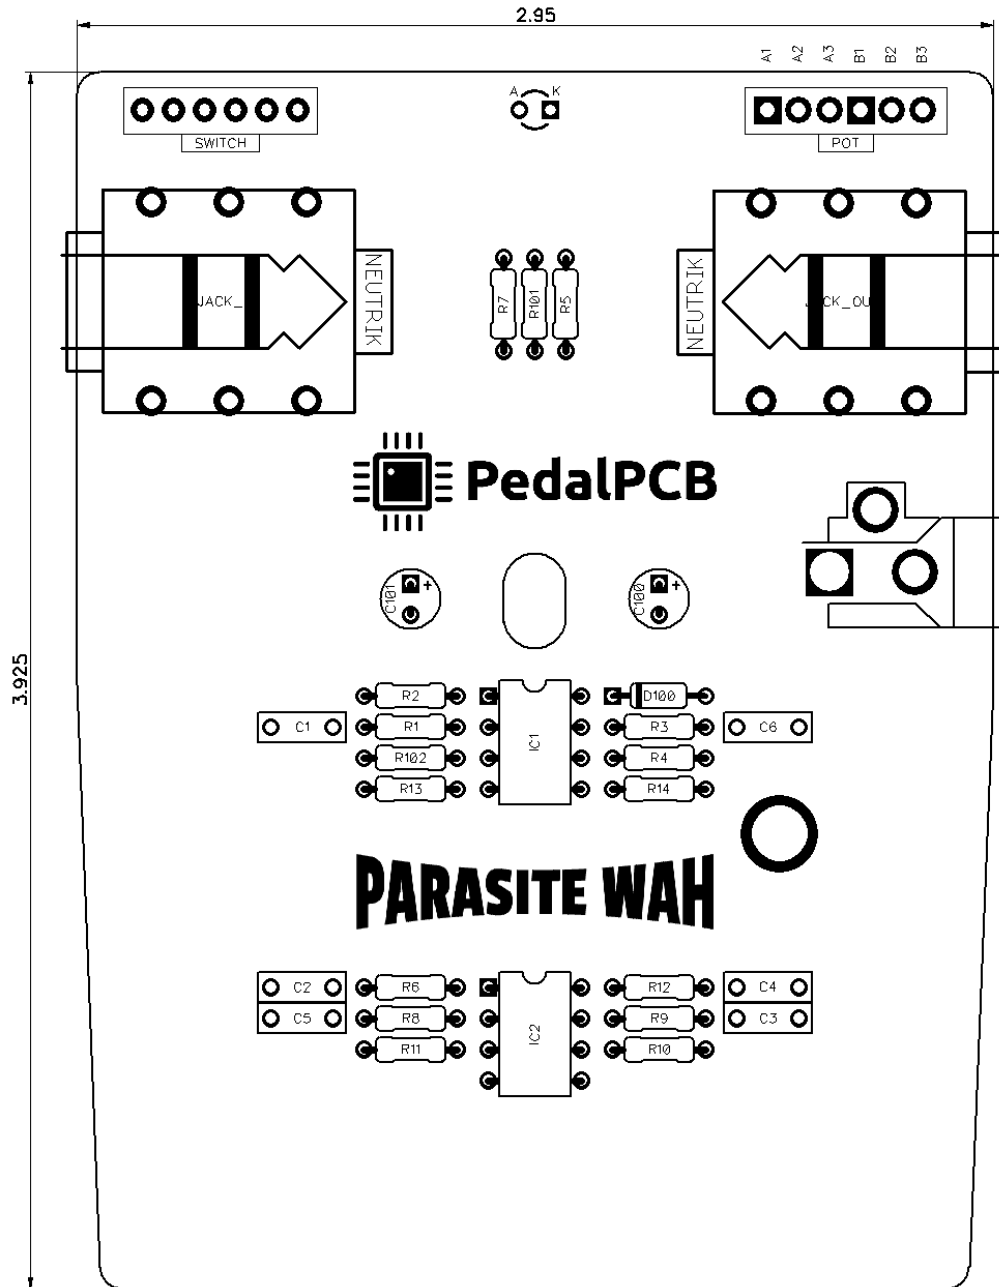 2.95
A1 A2 A3 B1 B2 B3
A K
SWITCH
POT
NEUTRIK
NEUTRIK
JACK_
R7 R101 R5
PedalPCB
C101 +
C100 +
3.925
R2 D100
C1 R1 IC1 R3 C6
R102 R4
R13 R14
PARASITE WAH
C2 R6 R12 C4
C5 R8 IC2 R9 C3
R11 R10